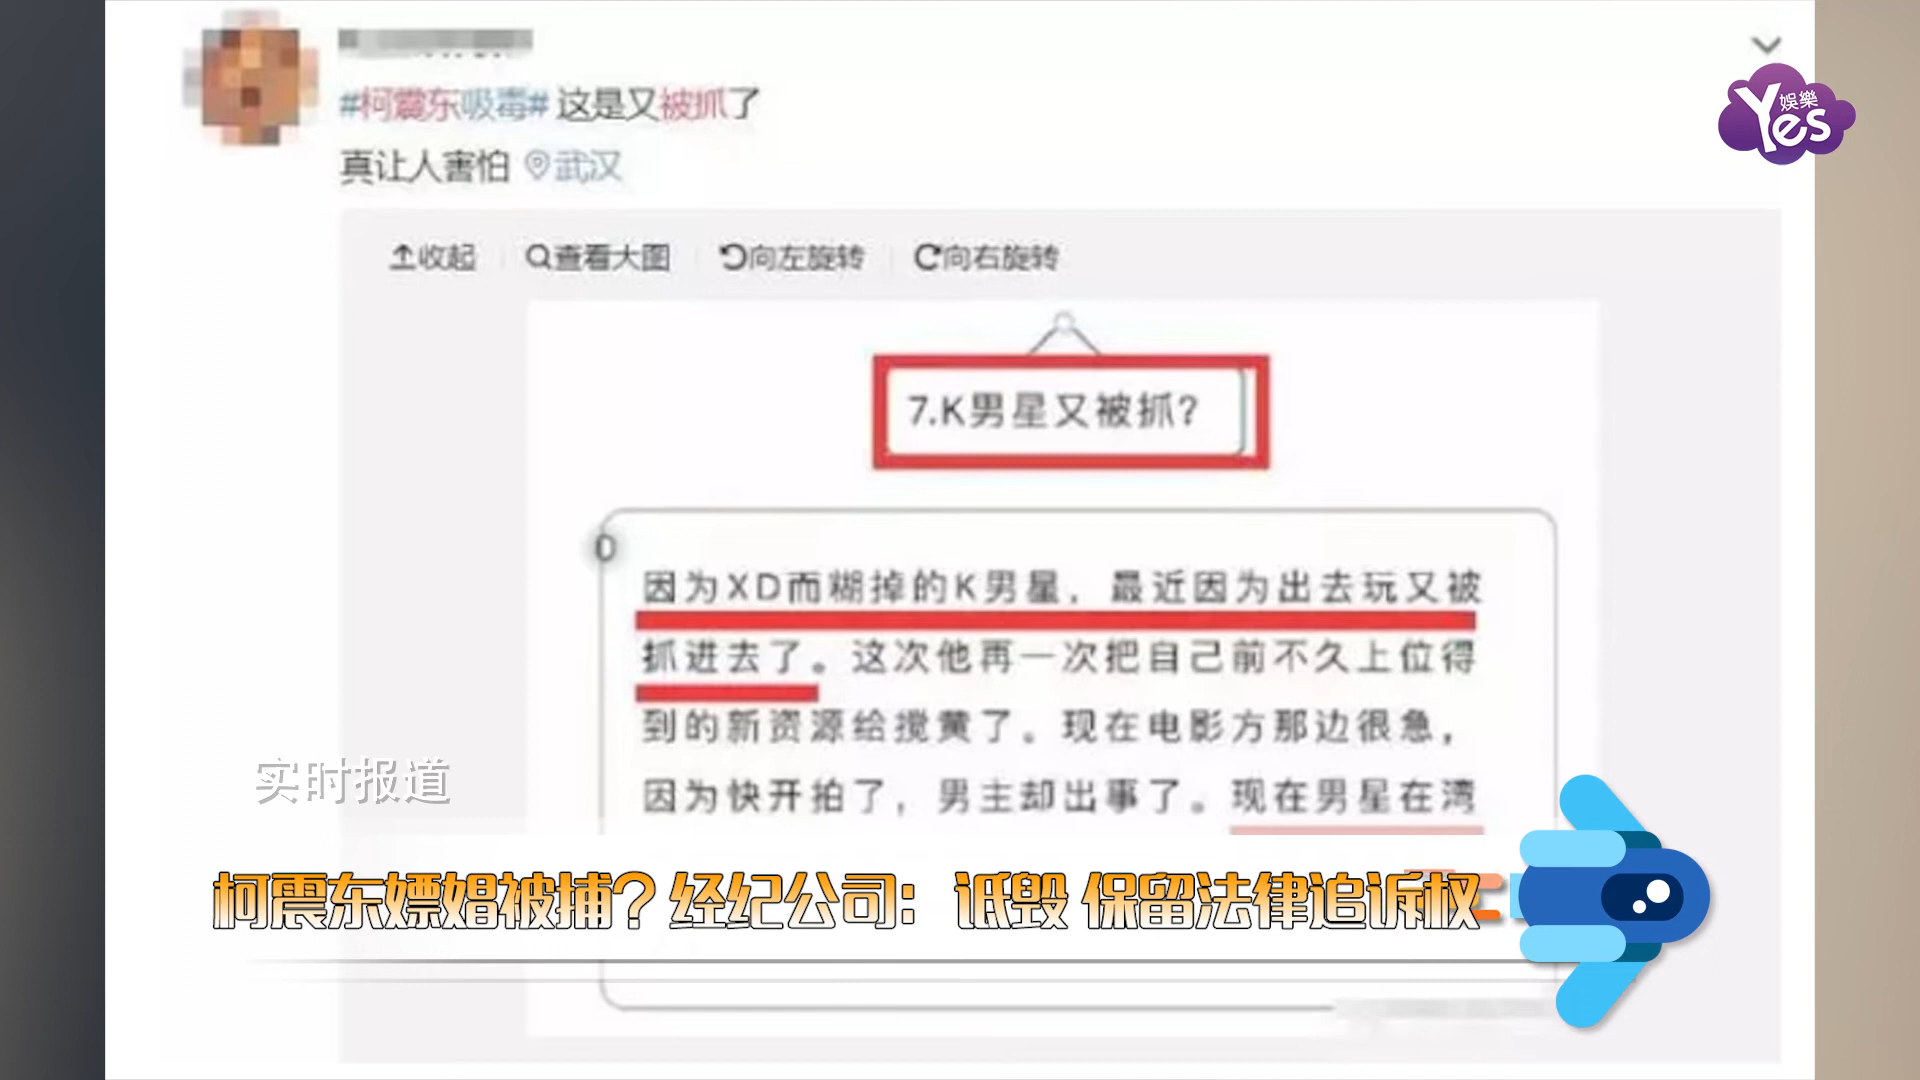 #柯震东吸毒# 这是又被抓了
真让人害怕 武汉
娱樂
Yes
收起 查看大图 向左旋转 向右旋转
7.K男星又被抓？
因为XD而糊掉的K男星，最近因为出去玩又被
抓进去了。这次他再一次把自己前不久上位得
到的新资源给搅黄了。现在电影方那边很急，
因为快开拍了，男主却出事了。现在男星在湾
实时报道
柯震东嫖娼被捕？经纪公司：诋毁 保留法律追诉权